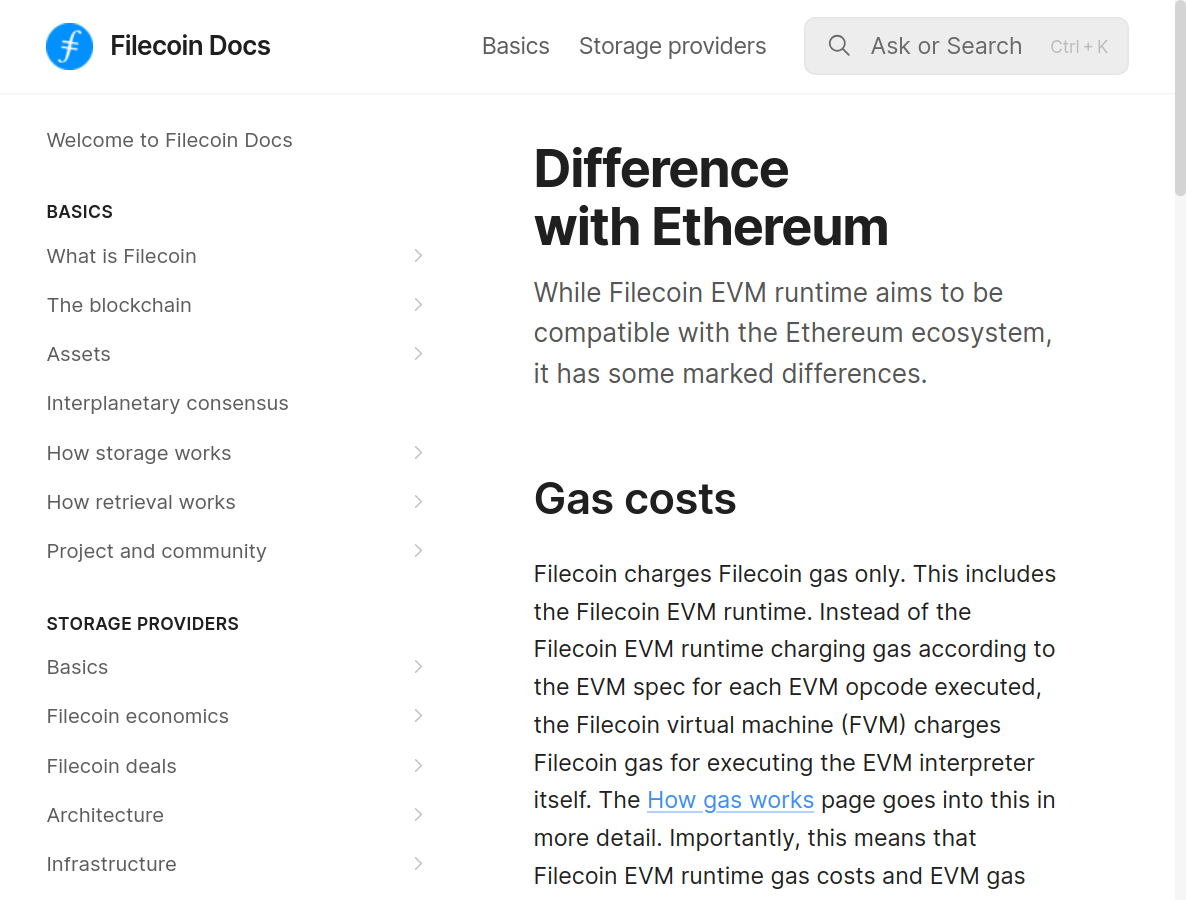 Filecoin Docs
Basics
Storage providers
Ask or Search
Ctrl + K
Welcome to Filecoin Docs
BASICS
What is Filecoin
The blockchain
Assets
Interplanetary consensus
How storage works
How retrieval works
Project and community
STORAGE PROVIDERS
Basics
Filecoin economics
Filecoin deals
Architecture
Infrastructure
Difference
with Ethereum
While Filecoin EVM runtime aims to be
compatible with the Ethereum ecosystem,
it has some marked differences.
Gas costs
Filecoin charges Filecoin gas only. This includes
the Filecoin EVM runtime. Instead of the
Filecoin EVM runtime charging gas according to
the EVM spec for each EVM opcode executed,
the Filecoin virtual machine (FVM) charges
Filecoin gas for executing the EVM interpreter
itself. The How gas works page goes into this in
more detail. Importantly, this means that
Filecoin EVM runtime gas costs and EVM gas